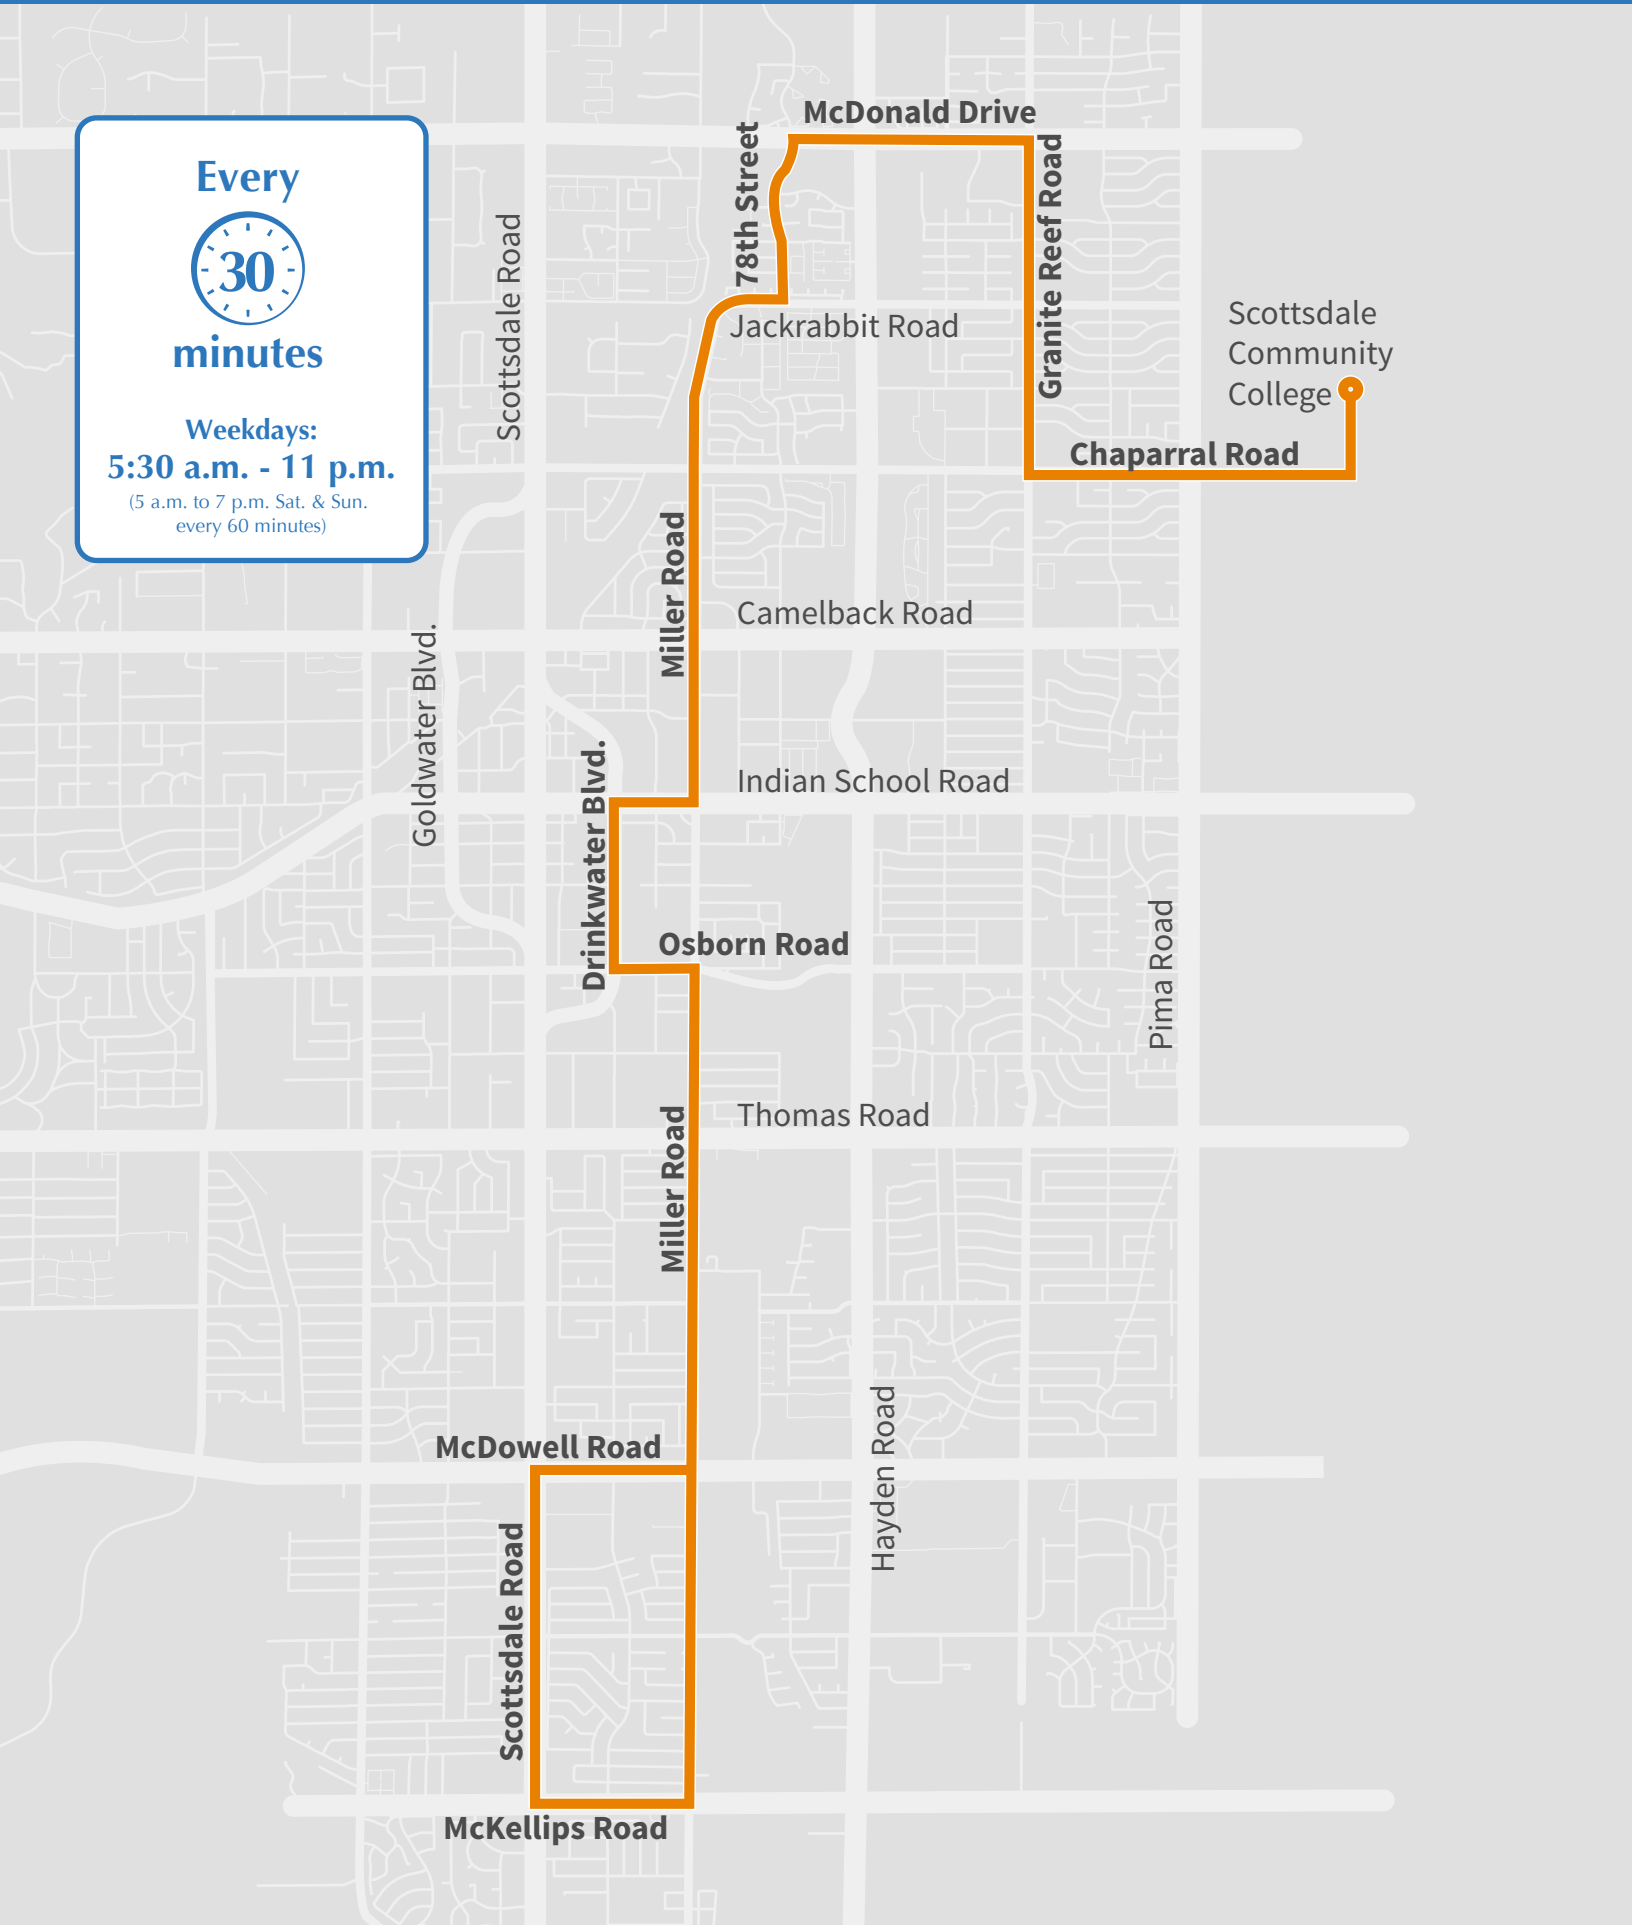 Every
30
minutes
Weekdays:
5:30 a.m. - 11 p.m.
(5 a.m. to 7 p.m. Sat. & Sun.
every 60 minutes)
McDonald Drive
78th Street
Granite Reef Road
Scottsdale Road
Jackrabbit Road
Scottsdale
Community
College
Chaparral Road
Miller Road
Camelback Road
Goldwater Blvd.
Drinkwater Blvd.
Indian School Road
Osborn Road
Pima Road
Thomas Road
Miller Road
Hayden Road
McDowell Road
Scottsdale Road
McKellips Road